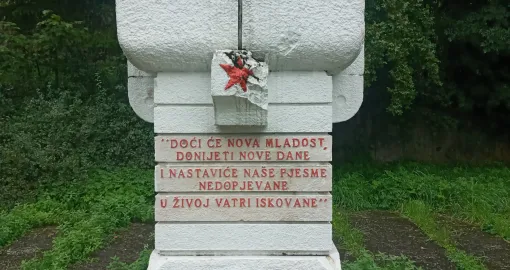 "DOĆI ĆE NOVA MLADOST,
DONIJETI NOVE DANE
I NASTAVIĆE NAŠE PJESME
NEDOPJEVANE
U ŽIVOJ VATRI ISKOVANE"